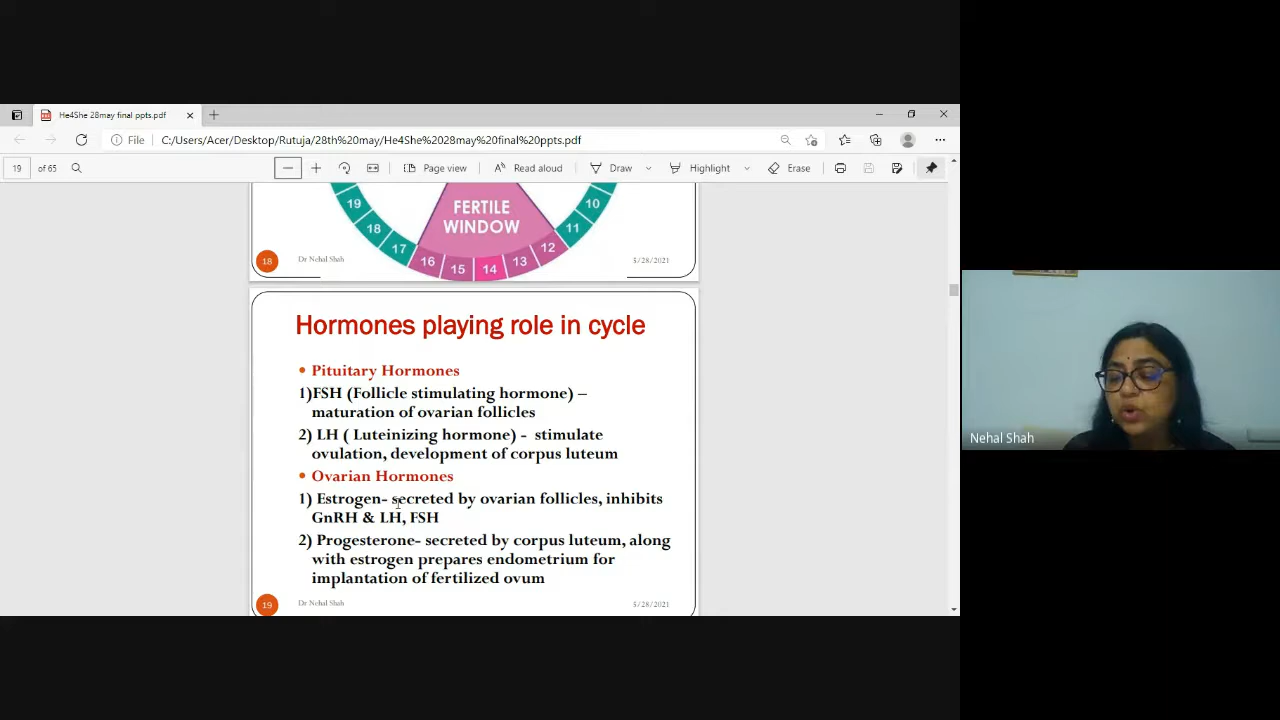 He4She 28may final ppts.pdf
File
C:/Users/Acer/Desktop/Rutuja/28th%20may/He4She%2028may%20final%20ppts.pdf
19 of 65
Page view
Read aloud
Draw
Highlight
Erase
19
18
17
16
15
14
13
12
11
10
FERTILE
WINDOW
18
Dr Nehal Shah
5/28/2021
Hormones playing role in cycle
• Pituitary Hormones
1)FSH (Follicle stimulating hormone) –
maturation of ovarian follicles
2) LH ( Luteinizing hormone) - stimulate
ovulation, development of corpus luteum
• Ovarian Hormones
1) Estrogen- secreted by ovarian follicles, inhibits
GnRH & LH, FSH
2) Progesterone- secreted by corpus luteum, along
with estrogen prepares endometrium for
implantation of fertilized ovum
19
Dr Nehal Shah
5/28/2021
Nehal Shah